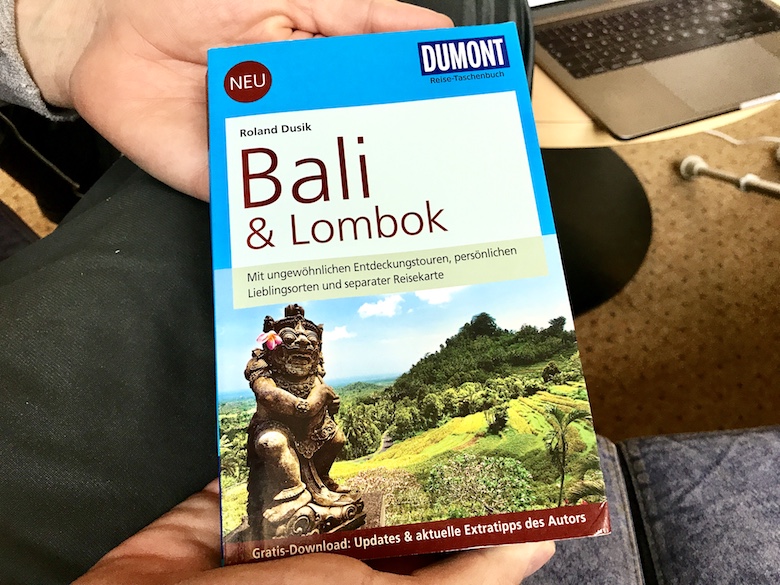 NEU
DUMONT
Reise-Taschenbuch
Roland Dusik
Bali
& Lombok
Mit ungewöhnlichen Entdeckungstouren, persönlichen
Lieblingsorten und separater Reisekarte
Gratis-Download: Updates & aktuelle Extratipps des Autors